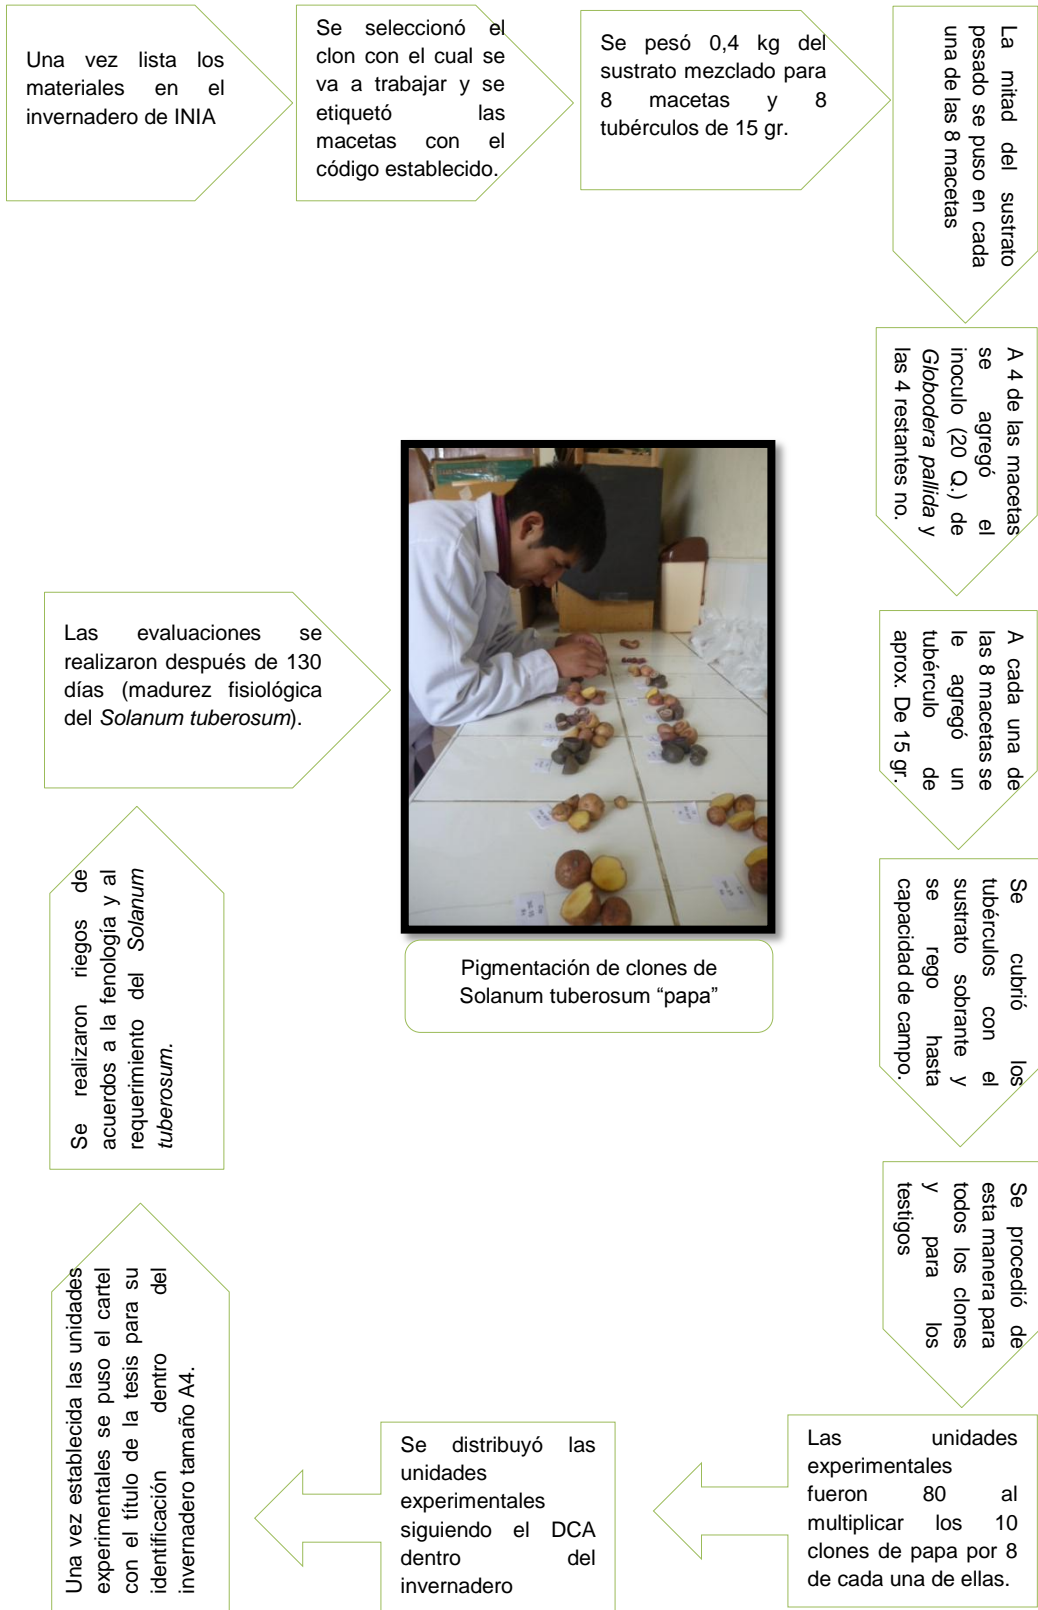 Una vez lista los
materiales en el
invernadero de INIA
Se seleccionó el
clon con el cual se
va a trabajar y se
etiquetó las
macetas con el
código establecido.
Se pesó 0,4 kg del
sustrato mezclado para
8 macetas y 8
tubérculos de 15 gr.
La mitad del sustrato
pesado se puso en cada
una de las 8 macetas
A 4 de las macetas
se agregó el
inoculo (20 Q.) de
Globodera pallida y
las 4 restantes no.
A cada una de
las 8 macetas se
le agregó un
tubérculo de
aprox. De 15 gr.
Se cubrió los
tubérculos con el
sustrato sobrante y
se rego hasta
capacidad de campo.
Se procedió de
esta manera para
todos los clones
y para los
testigos
Las unidades
experimentales
fueron 80 al
multiplicar los 10
clones de papa por 8
de cada una de ellas.
Se distribuyó las
unidades
experimentales
siguiendo el DCA
dentro del
invernadero
Una vez establecida las unidades
experimentales se puso el cartel
con el título de la tesis para su
identificación dentro del
invernadero tamaño A4.
Se realizaron riegos de
acuerdos a la fenología y al
requerimiento del Solanum
tuberosum.
Las evaluaciones se
realizaron después de 130
días (madurez fisiológica
del Solanum tuberosum).
Pigmentación de clones de
Solanum tuberosum “papa”